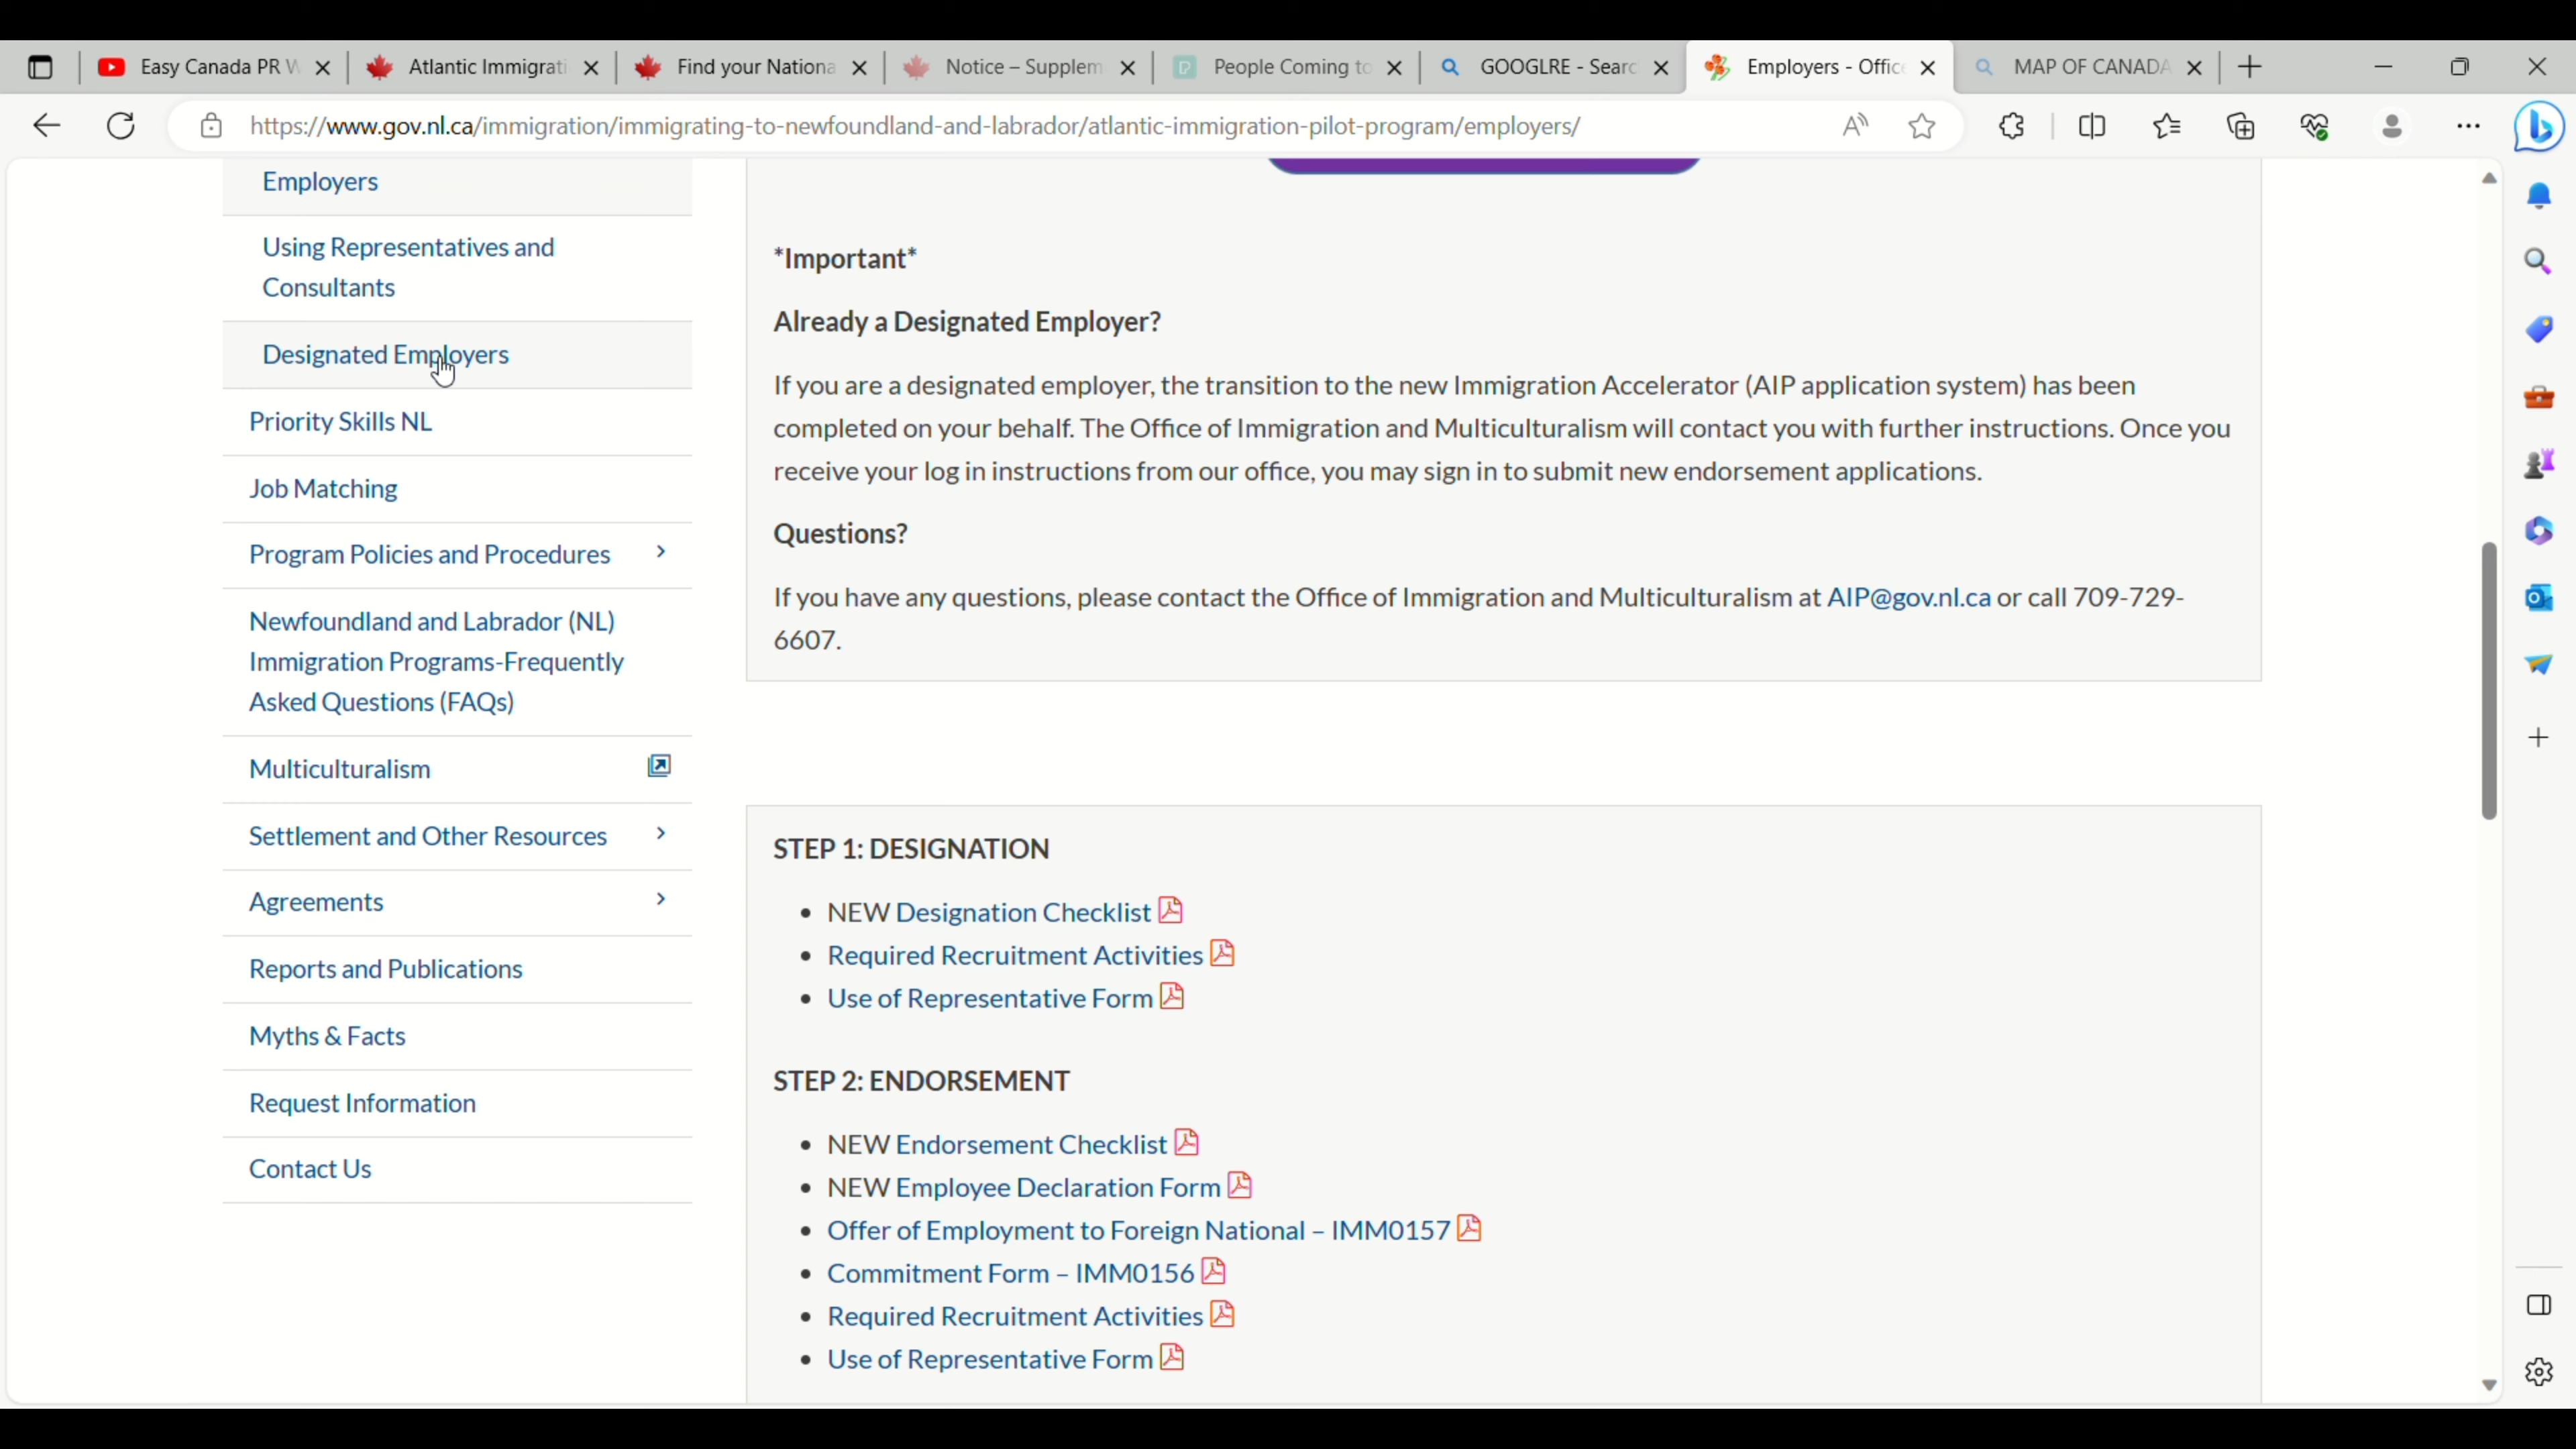 Easy Canada PR W
Atlantic Immigrati
Find your Nationa
Notice – Supplem
People Coming to
GOOGLRE - Searc
Employers - Office
MAP OF CANADA
https://www.gov.nl.ca/immigration/immigrating-to-newfoundland-and-labrador/atlantic-immigration-pilot-program/employers/
Employers
Using Representatives and
Consultants
Designated Employers
Priority Skills NL
Job Matching
Program Policies and Procedures
Newfoundland and Labrador (NL)
Immigration Programs-Frequently
Asked Questions (FAQs)
Multiculturalism
Settlement and Other Resources
Agreements
Reports and Publications
Myths & Facts
Request Information
Contact Us
*Important*
Already a Designated Employer?
If you are a designated employer, the transition to the new Immigration Accelerator (AIP application system) has been
completed on your behalf. The Office of Immigration and Multiculturalism will contact you with further instructions. Once you
receive your log in instructions from our office, you may sign in to submit new endorsement applications.
Questions?
If you have any questions, please contact the Office of Immigration and Multiculturalism at AIP@gov.nl.ca or call 709-729-
6607.
STEP 1: DESIGNATION
• NEW Designation Checklist
• Required Recruitment Activities
• Use of Representative Form
STEP 2: ENDORSEMENT
• NEW Endorsement Checklist
• NEW Employee Declaration Form
• Offer of Employment to Foreign National – IMM0157
• Commitment Form – IMM0156
• Required Recruitment Activities
• Use of Representative Form